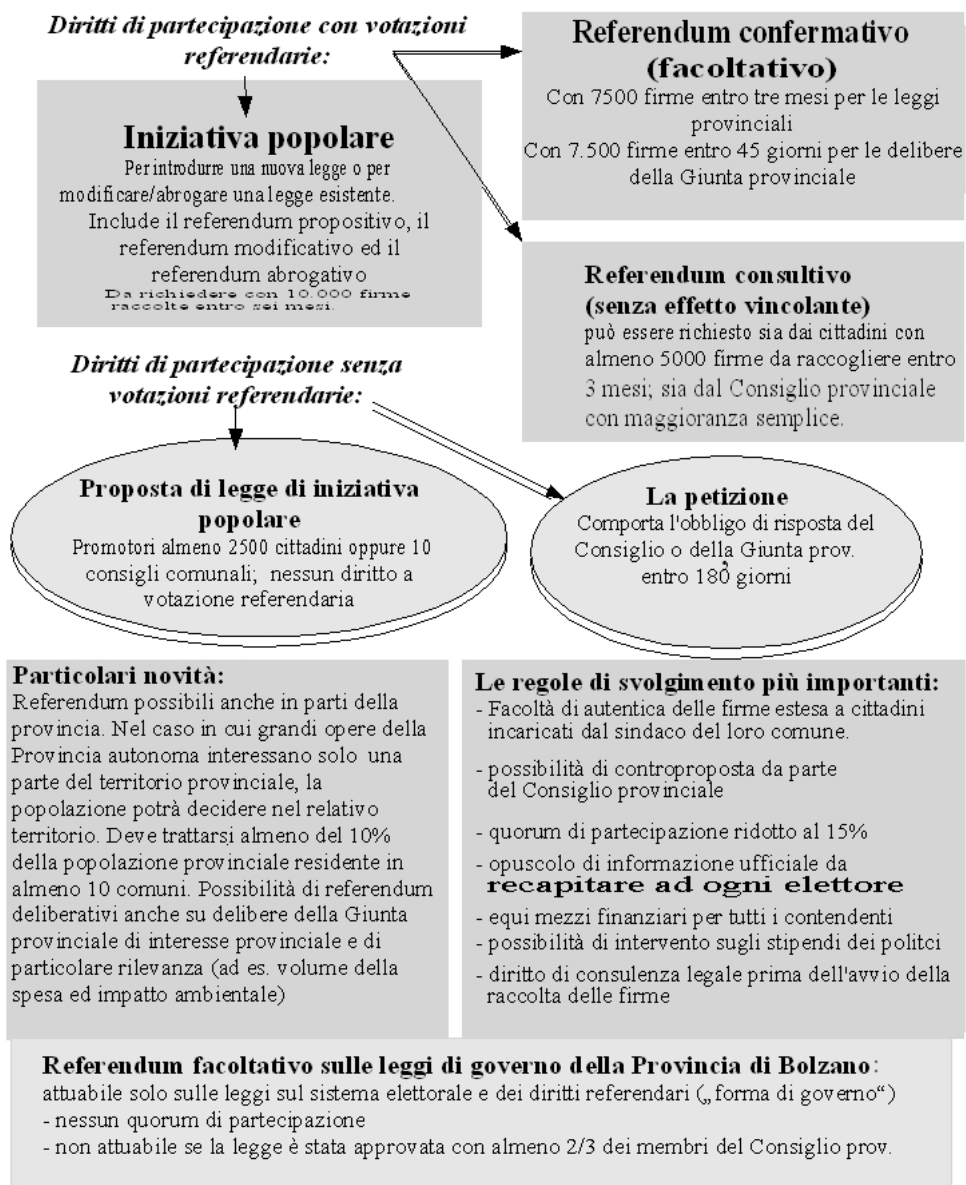 Diritti di partecipazione con votazioni
referendarie:
Iniziativa popolare
Per introdurre una nuova legge o per
modificare/abrogare una legge esistente.
Include il referendum propositivo, il
referendum modificativo ed il
referendum abrogativo
Da richiedere con 10.000 firme
raccolte entro sei mesi.
Referendum confermativo
(facoltativo)
Con 7500 firme entro tre mesi per le leggi
provinciali
Con 7.500 firme entro 45 giorni per le delibere
della Giunta provinciale
Referendum consultivo
(senza effetto vincolante)
può essere richiesto sia dai cittadini con
almeno 5000 firme da raccogliere entro
3 mesi; sia dal Consiglio provinciale
con maggioranza semplice.
Diritti di partecipazione senza
votazioni referendarie:
Proposta di legge di iniziativa
popolare
Promotori almeno 2500 cittadini oppure 10
consigli comunali; nessun diritto a
votazione referendaria
La petizione
Comporta l'obbligo di risposta del
Consiglio o della Giunta prov.
entro 180 giorni
Particolari novità:
Referendum possibili anche in parti della
provincia. Nel caso in cui grandi opere della
Provincia autonoma interessano solo una
parte del territorio provinciale, la
popolazione potrà decidere nel relativo
territorio. Deve trattarsi almeno del 10%
della popolazione provinciale residente in
almeno 10 comuni. Possibilità di referendum
deliberativi anche su delibere della Giunta
provinciale di interesse provinciale e di
particolare rilevanza (ad es. volume della
spesa ed impatto ambientale)
Le regole di svolgimento più importanti:
- Facoltà di autentica delle firme estesa a cittadini
incaricati dal sindaco del loro comune.
- possibilità di controproposta da parte
del Consiglio provinciale
- quorum di partecipazione ridotto al 15%
- opuscolo di informazione ufficiale da
recapitare ad ogni elettore
- equi mezzi finanziari per tutti i contendenti
- possibilità di intervento sugli stipendi dei politci
- diritto di consulenza legale prima dell'avvio della
raccolta delle firme
Referendum facoltativo sulle leggi di governo della Provincia di Bolzano:
attuabile solo sulle leggi sul sistema elettorale e dei diritti referendari („forma di governo“)
- nessun quorum di partecipazione
- non attuabile se la legge è stata approvata con almeno 2/3 dei membri del Consiglio prov.